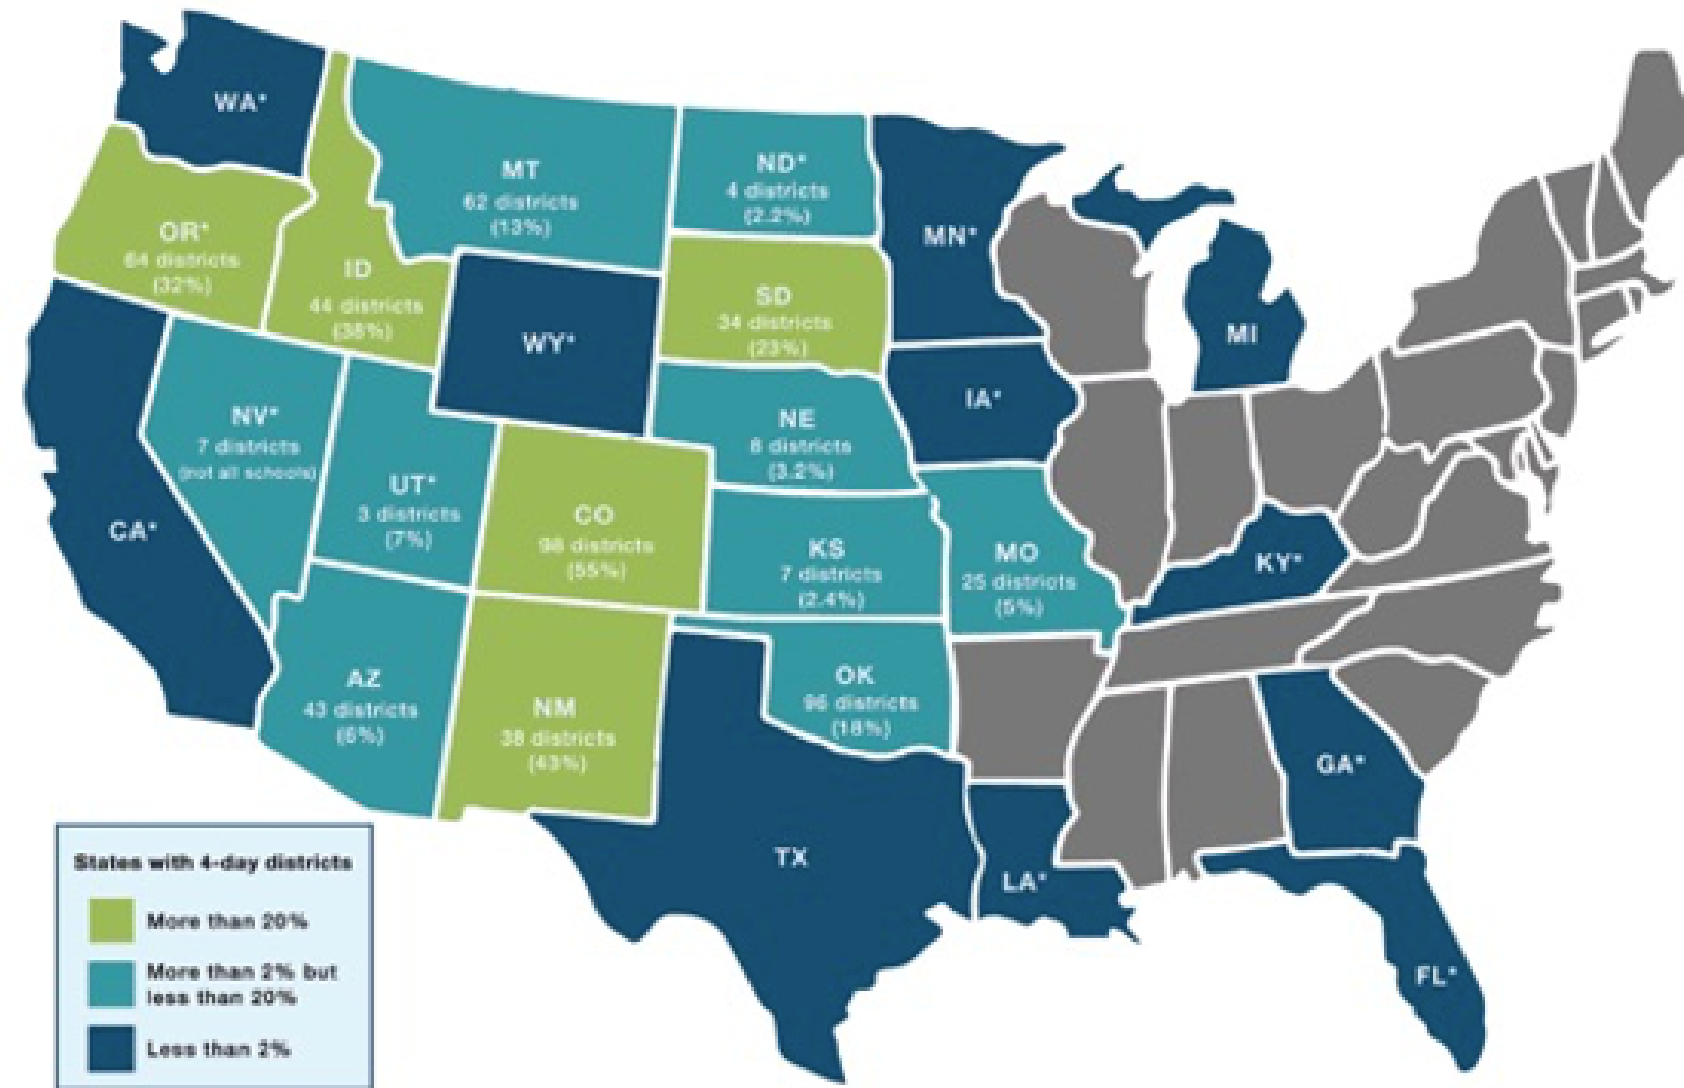 WA*
MT
62 districts
(13%)
ND*
4 districts
(2.2%)
MN*
OR*
64 districts
(32%)
ID
44 districts
(38%)
WY*
SD
34 districts
(23%)
MI
IA*
NV*
7 districts
(not all schools)
UT*
3 districts
(7%)
CO
98 districts
(55%)
NE
districts
(3.2%)
CA*
KS
7 districts
(2.4%)
MO
25 districts
(5%)
KY*
AZ
43 districts
NM
38 districts
(43%)
OK
96 districts
(18%)
TX
LA*
GA*
FL*
States with 4-day districts
More than 20%
More than 2% but
less than 20%
Less than 2%